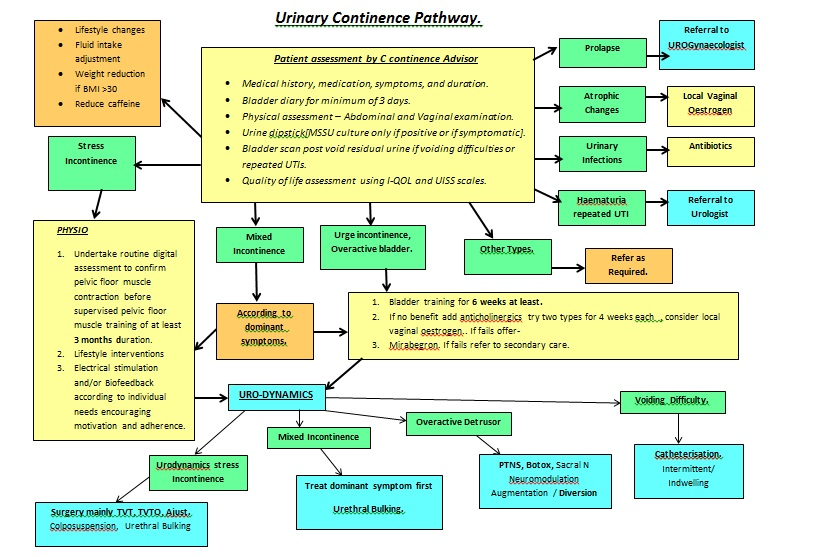 Urinary Continence Pathway.
• Lifestyle changes
• Fluid intake
adjustment
• Weight reduction
if BMI >30
• Reduce caffeine
Patient assessment by C continence Advisor
• Medical history, medication, symptoms, and duration.
• Bladder diary for minimum of 3 days.
• Physical assessment – Abdominal and Vaginal examination.
• Urine dipstick[MSSU culture only if positive or if symptomatic].
• Bladder scan post void residual urine if voiding difficulties or
repeated UTIs.
• Quality of life assessment using I-QOL and UISS scales.
Prolapse
Referral to
UROGynaecologist
Atrophic
Changes
Local Vaginal
Oestrogen
Urinary
Infections
Antibiotics
Haematuria
repeated UTI
Referral to
Urologist
Stress
Incontinence
Mixed
Incontinence
Urge incontinence,
Overactive bladder.
Other Types.
Refer as
Required.
PHYSIO
1. Undertake routine digital
assessment to confirm
pelvic floor muscle
contraction before
supervised pelvic floor
muscle training of at least
3 months duration.
2. Lifestyle interventions
3. Electrical stimulation
and/or Biofeedback
according to individual
needs encouraging
motivation and adherence.
According to
dominant
symptoms.
1. Bladder training for 6 weeks at least.
2. If no benefit add anticholinergics try two types for 4 weeks each , consider local
vaginal oestrogen.. If fails offer-
3. Mirabegron. If fails refer to secondary care.
URO-DYNAMICS
Voiding Difficulty.
Overactive Detrusor
Mixed Incontinence
Urodynamics stress
Incontinence
Catheterisation.
Intermittent/
Indwelling
PTNS, Botox, Sacral N
Neuromodulation
Augmentation / Diversion
Treat dominant symptom first
Urethral Bulking.
Surgery mainly TVT, TVTO, Ajust.
Colposuspension, Urethral Bulking